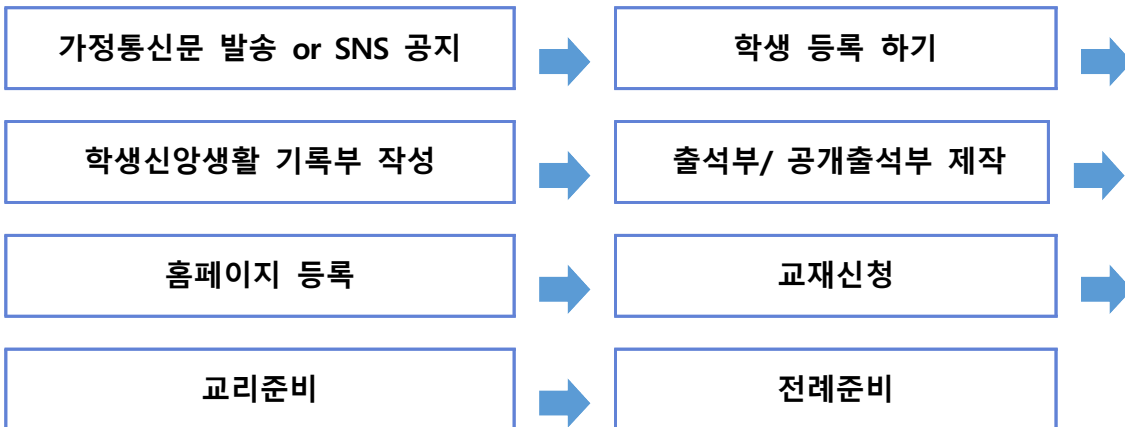 가정통신문 발송 or SNS 공지
학생 등록 하기
학생신앙생활 기록부 작성
출석부/ 공개출석부 제작
홈페이지 등록
교재신청
교리준비
전례준비